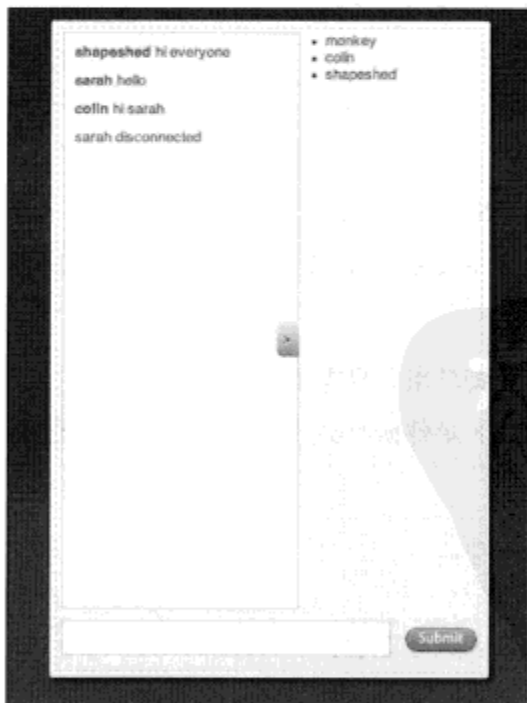 shapeshed hi everyone
sarah hello
colin hi sarah
sarah disconnected
• monkey
• colin
• shapeshed
>
Submit